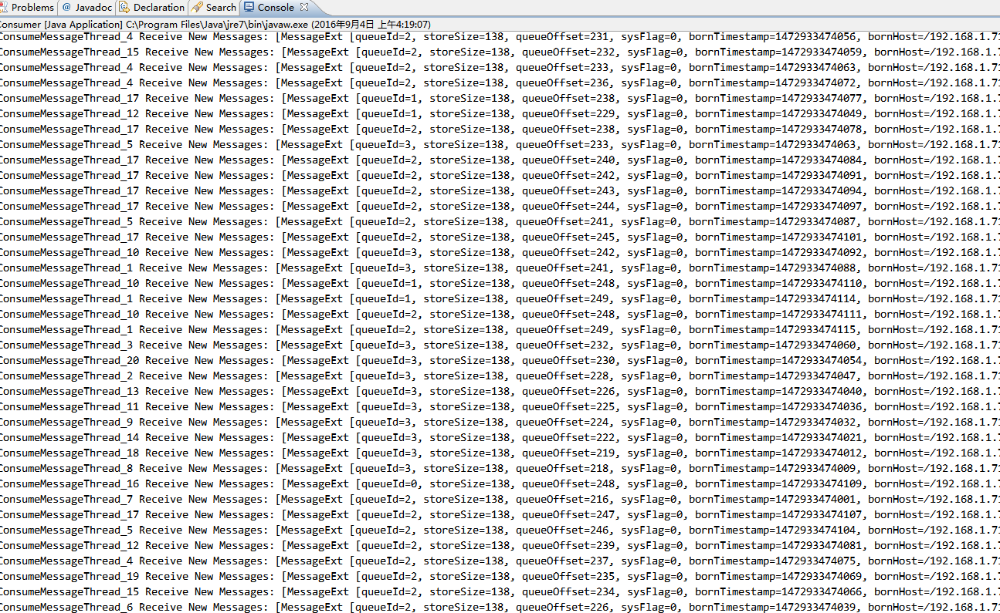 Problems @ Javadoc Declaration Search Console
Consumer [Java Application] C:\Program Files\Java\jre7\bin\javaw.exe (2016年9月4日 上午4:19:07)
ConsumeMessageThread_4 Receive New Messages: [MessageExt [queueId=2, storeSize=138, queueOffset=231, sysFlag=0, bornTimestamp=1472933474056, bornHost=/192.168.1.71
ConsumeMessageThread_15 Receive New Messages: [MessageExt [queueId=2, storeSize=138, queueOffset=232, sysFlag=0, bornTimestamp=1472933474059, bornHost=/192.168.1.7
ConsumeMessageThread_4 Receive New Messages: [MessageExt [queueId=2, storeSize=138, queueOffset=233, sysFlag=0, bornTimestamp=1472933474063, bornHost=/192.168.1.71
ConsumeMessageThread_4 Receive New Messages: [MessageExt [queueId=2, storeSize=138, queueOffset=236, sysFlag=0, bornTimestamp=1472933474072, bornHost=/192.168.1.71
ConsumeMessageThread_17 Receive New Messages: [MessageExt [queueId=1, storeSize=138, queueOffset=238, sysFlag=0, bornTimestamp=1472933474077, bornHost=/192.168.1.7
ConsumeMessageThread_12 Receive New Messages: [MessageExt [queueId=1, storeSize=138, queueOffset=229, sysFlag=0, bornTimestamp=1472933474049, bornHost=/192.168.1.7
ConsumeMessageThread_17 Receive New Messages: [MessageExt [queueId=2, storeSize=138, queueOffset=238, sysFlag=0, bornTimestamp=1472933474078, bornHost=/192.168.1.7
ConsumeMessageThread_5 Receive New Messages: [MessageExt [queueId=3, storeSize=138, queueOffset=233, sysFlag=0, bornTimestamp=1472933474063, bornHost=/192.168.1.71
ConsumeMessageThread_17 Receive New Messages: [MessageExt [queueId=2, storeSize=138, queueOffset=240, sysFlag=0, bornTimestamp=1472933474084, bornHost=/192.168.1.7
ConsumeMessageThread_17 Receive New Messages: [MessageExt [queueId=2, storeSize=138, queueOffset=242, sysFlag=0, bornTimestamp=1472933474091, bornHost=/192.168.1.7
ConsumeMessageThread_17 Receive New Messages: [MessageExt [queueId=2, storeSize=138, queueOffset=243, sysFlag=0, bornTimestamp=1472933474094, bornHost=/192.168.1.7
ConsumeMessageThread_17 Receive New Messages: [MessageExt [queueId=2, storeSize=138, queueOffset=244, sysFlag=0, bornTimestamp=1472933474097, bornHost=/192.168.1.7
ConsumeMessageThread_5 Receive New Messages: [MessageExt [queueId=2, storeSize=138, queueOffset=241, sysFlag=0, bornTimestamp=1472933474087, bornHost=/192.168.1.71
ConsumeMessageThread_17 Receive New Messages: [MessageExt [queueId=2, storeSize=138, queueOffset=245, sysFlag=0, bornTimestamp=1472933474101, bornHost=/192.168.1.7
ConsumeMessageThread_10 Receive New Messages: [MessageExt [queueId=3, storeSize=138, queueOffset=242, sysFlag=0, bornTimestamp=1472933474092, bornHost=/192.168.1.7
ConsumeMessageThread_1 Receive New Messages: [MessageExt [queueId=3, storeSize=138, queueOffset=241, sysFlag=0, bornTimestamp=1472933474088, bornHost=/192.168.1.71
ConsumeMessageThread_10 Receive New Messages: [MessageExt [queueId=1, storeSize=138, queueOffset=248, sysFlag=0, bornTimestamp=1472933474110, bornHost=/192.168.1.7
ConsumeMessageThread_1 Receive New Messages: [MessageExt [queueId=1, storeSize=138, queueOffset=249, sysFlag=0, bornTimestamp=1472933474114, bornHost=/192.168.1.71
ConsumeMessageThread_10 Receive New Messages: [MessageExt [queueId=2, storeSize=138, queueOffset=248, sysFlag=0, bornTimestamp=1472933474111, bornHost=/192.168.1.7
ConsumeMessageThread_1 Receive New Messages: [MessageExt [queueId=2, storeSize=138, queueOffset=249, sysFlag=0, bornTimestamp=1472933474115, bornHost=/192.168.1.71
ConsumeMessageThread_3 Receive New Messages: [MessageExt [queueId=3, storeSize=138, queueOffset=232, sysFlag=0, bornTimestamp=1472933474060, bornHost=/192.168.1.71
ConsumeMessageThread_20 Receive New Messages: [MessageExt [queueId=3, storeSize=138, queueOffset=230, sysFlag=0, bornTimestamp=1472933474054, bornHost=/192.168.1.7
ConsumeMessageThread_2 Receive New Messages: [MessageExt [queueId=3, storeSize=138, queueOffset=228, sysFlag=0, bornTimestamp=1472933474047, bornHost=/192.168.1.71
ConsumeMessageThread_13 Receive New Messages: [MessageExt [queueId=3, storeSize=138, queueOffset=226, sysFlag=0, bornTimestamp=1472933474040, bornHost=/192.168.1.7
ConsumeMessageThread_11 Receive New Messages: [MessageExt [queueId=3, storeSize=138, queueOffset=225, sysFlag=0, bornTimestamp=1472933474036, bornHost=/192.168.1.7
ConsumeMessageThread_9 Receive New Messages: [MessageExt [queueId=3, storeSize=138, queueOffset=224, sysFlag=0, bornTimestamp=1472933474032, bornHost=/192.168.1.71
ConsumeMessageThread_14 Receive New Messages: [MessageExt [queueId=3, storeSize=138, queueOffset=222, sysFlag=0, bornTimestamp=1472933474021, bornHost=/192.168.1.7
ConsumeMessageThread_18 Receive New Messages: [MessageExt [queueId=3, storeSize=138, queueOffset=219, sysFlag=0, bornTimestamp=1472933474012, bornHost=/192.168.1.7
ConsumeMessageThread_8 Receive New Messages: [MessageExt [queueId=3, storeSize=138, queueOffset=218, sysFlag=0, bornTimestamp=1472933474009, bornHost=/192.168.1.71
ConsumeMessageThread_16 Receive New Messages: [MessageExt [queueId=0, storeSize=138, queueOffset=248, sysFlag=0, bornTimestamp=1472933474109, bornHost=/192.168.1.7
ConsumeMessageThread_7 Receive New Messages: [MessageExt [queueId=2, storeSize=138, queueOffset=216, sysFlag=0, bornTimestamp=1472933474001, bornHost=/192.168.1.71
ConsumeMessageThread_17 Receive New Messages: [MessageExt [queueId=2, storeSize=138, queueOffset=247, sysFlag=0, bornTimestamp=1472933474107, bornHost=/192.168.1.7
ConsumeMessageThread_5 Receive New Messages: [MessageExt [queueId=2, storeSize=138, queueOffset=246, sysFlag=0, bornTimestamp=1472933474104, bornHost=/192.168.1.71
ConsumeMessageThread_12 Receive New Messages: [MessageExt [queueId=2, storeSize=138, queueOffset=239, sysFlag=0, bornTimestamp=1472933474081, bornHost=/192.168.1.7
ConsumeMessageThread_4 Receive New Messages: [MessageExt [queueId=2, storeSize=138, queueOffset=237, sysFlag=0, bornTimestamp=1472933474075, bornHost=/192.168.1.71
ConsumeMessageThread_19 Receive New Messages: [MessageExt [queueId=2, storeSize=138, queueOffset=235, sysFlag=0, bornTimestamp=1472933474069, bornHost=/192.168.1.7
ConsumeMessageThread_15 Receive New Messages: [MessageExt [queueId=2, storeSize=138, queueOffset=234, sysFlag=0, bornTimestamp=1472933474066, bornHost=/192.168.1.7
ConsumeMessageThread_6 Receive New Messages: [MessageExt [queueId=2, storeSize=138, queueOffset=226, sysFlag=0, bornTimestamp=1472933474039, bornHost=/192.168.1.71